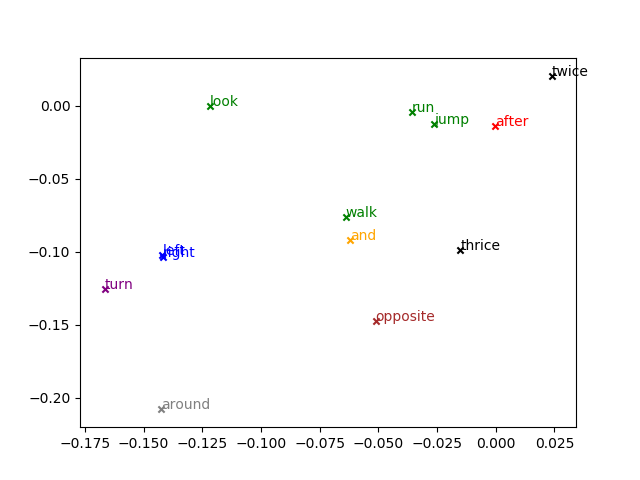 twice
look
run
jump
after
walk
and
thrice
left
right
turn
opposite
around
0.00
−0.05
−0.10
−0.15
−0.20
−0.175 −0.150 −0.125 −0.100 −0.075 −0.050 −0.025 0.000 0.025